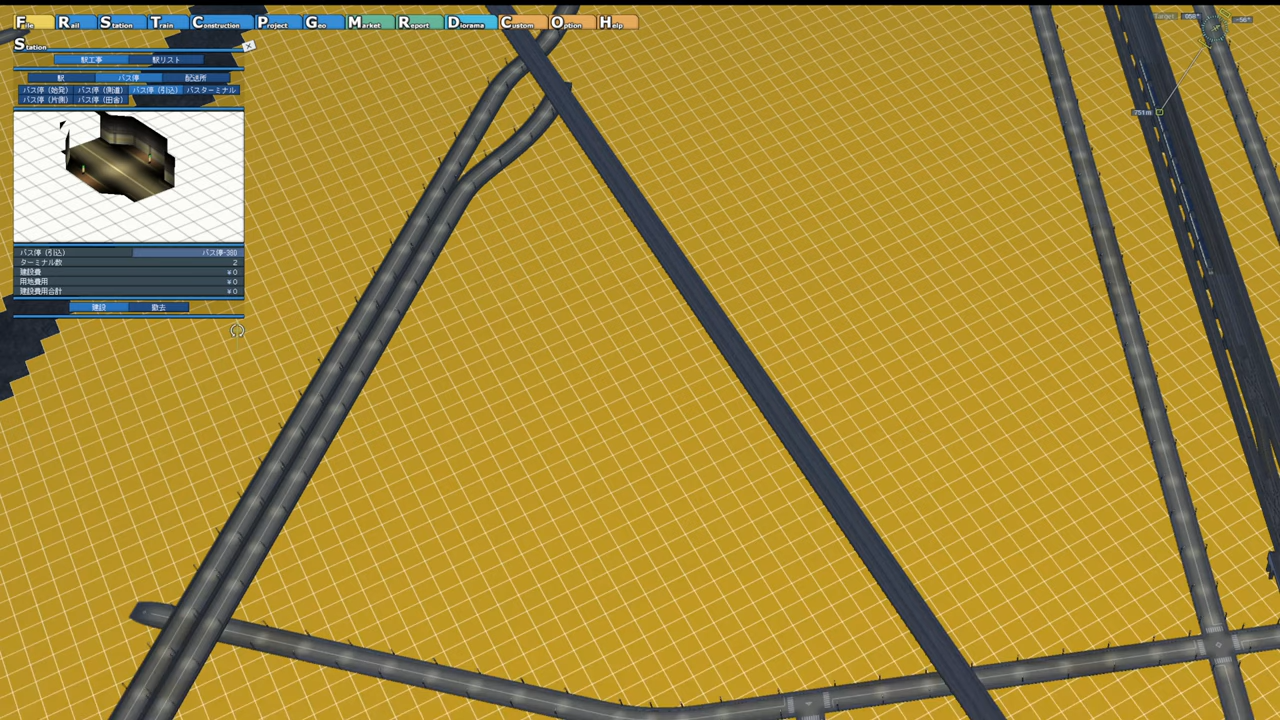 File Rail Station Train Construction Project Geo Market Report Diorama Custom Option Help
Target 058° -56°
Station
駅工事 駅リスト
駅 バス停 配送所
バス停（始発） バス停（側道） バス停（引込） バスターミナル
バス停（片側） バス停（田舎）
751m
バス停（引込） バス停-380
ターミナル数 2
建設費 ¥0
用地費用 ¥0
建設費用合計 ¥0
建設 撤去